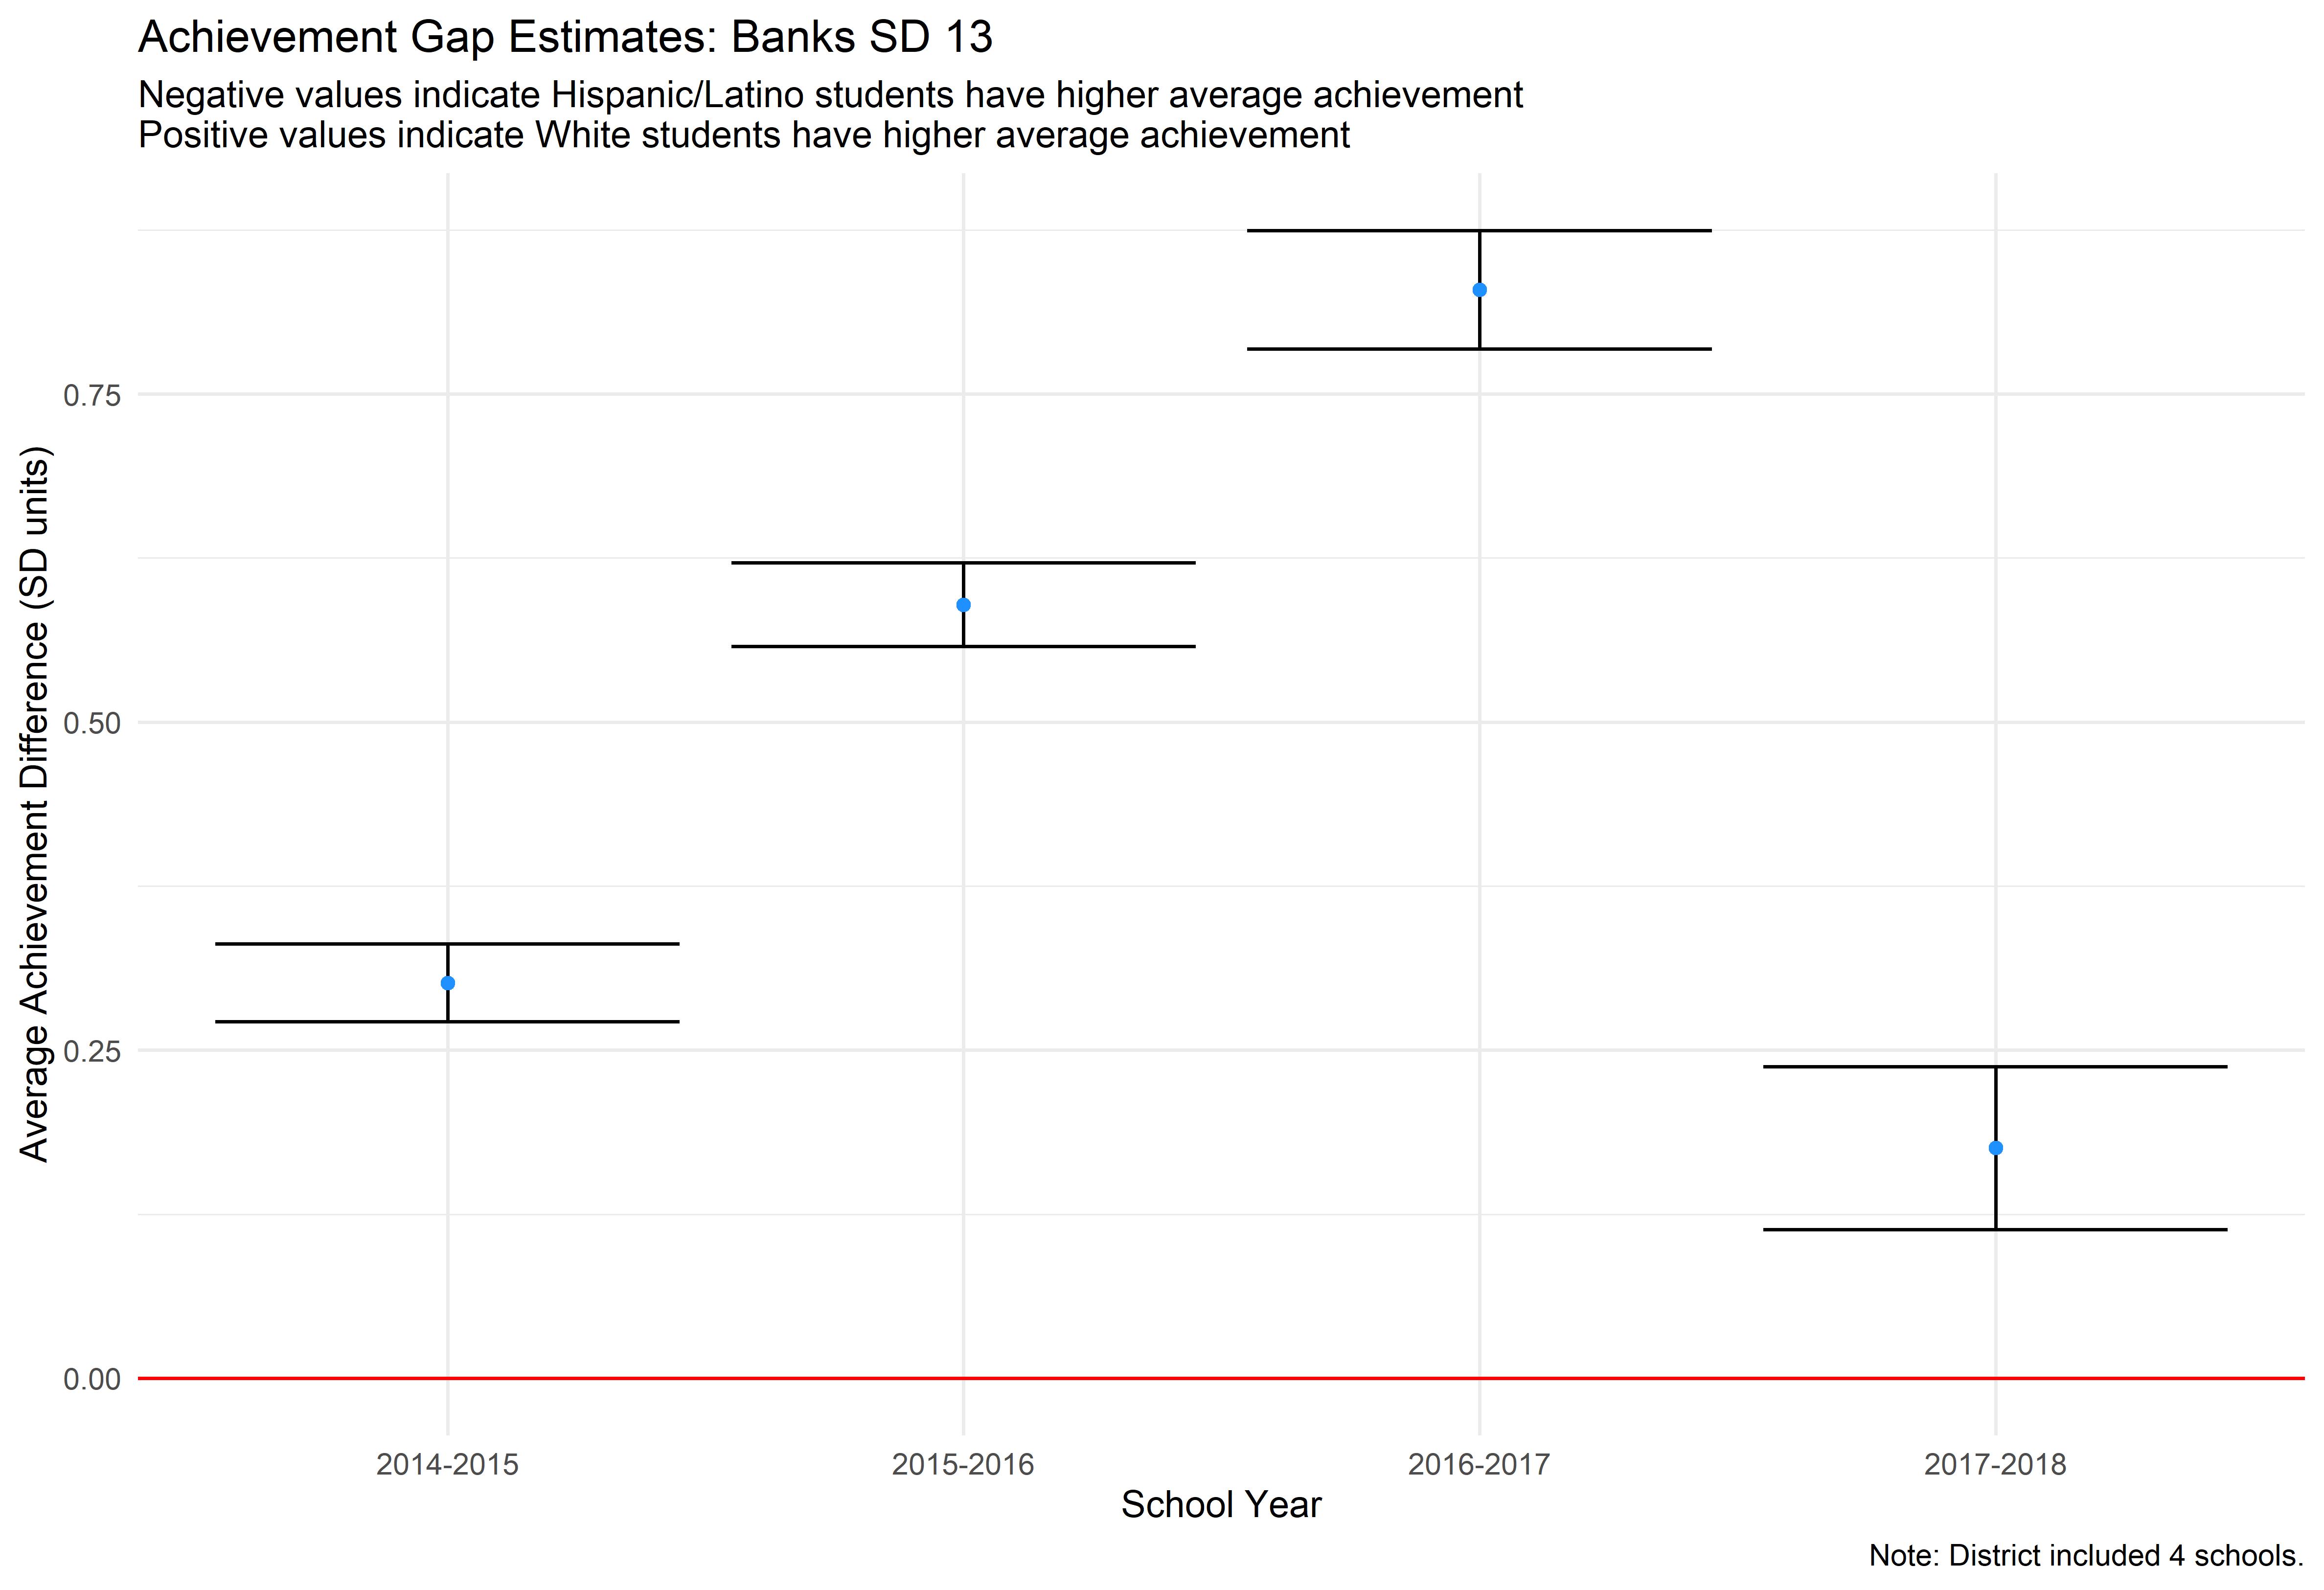 Achievement Gap Estimates: Banks SD 13
Negative values indicate Hispanic/Latino students have higher average achievement
Positive values indicate White students have higher average achievement
Average Achievement Difference (SD units)
0.75
0.50
0.25
0.00
2014-2015
2015-2016
2016-2017
2017-2018
School Year
Note: District included 4 schools.